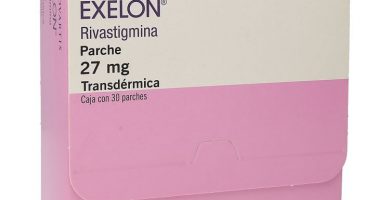 EXELON®
Rivastigmina
Parche
27 mg
Transdérmica
Caja con 30 parches